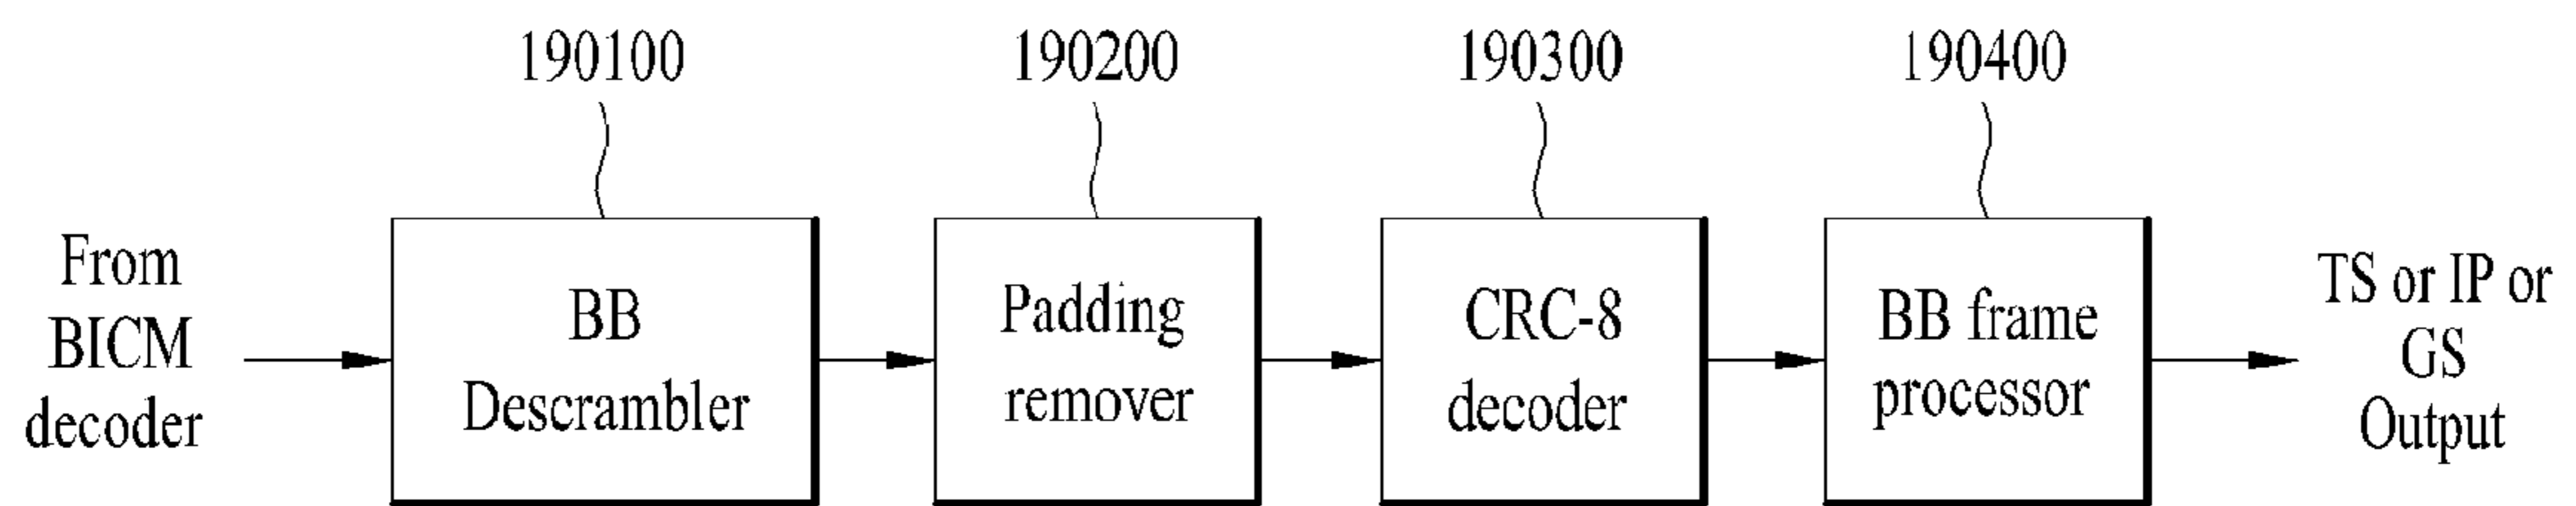 190100
190200
190300
190400
From
BICM
decoder
BB
Descrambler
Padding
remover
CRC-8
decoder
BB frame
processor
TS or IP or
GS
Output